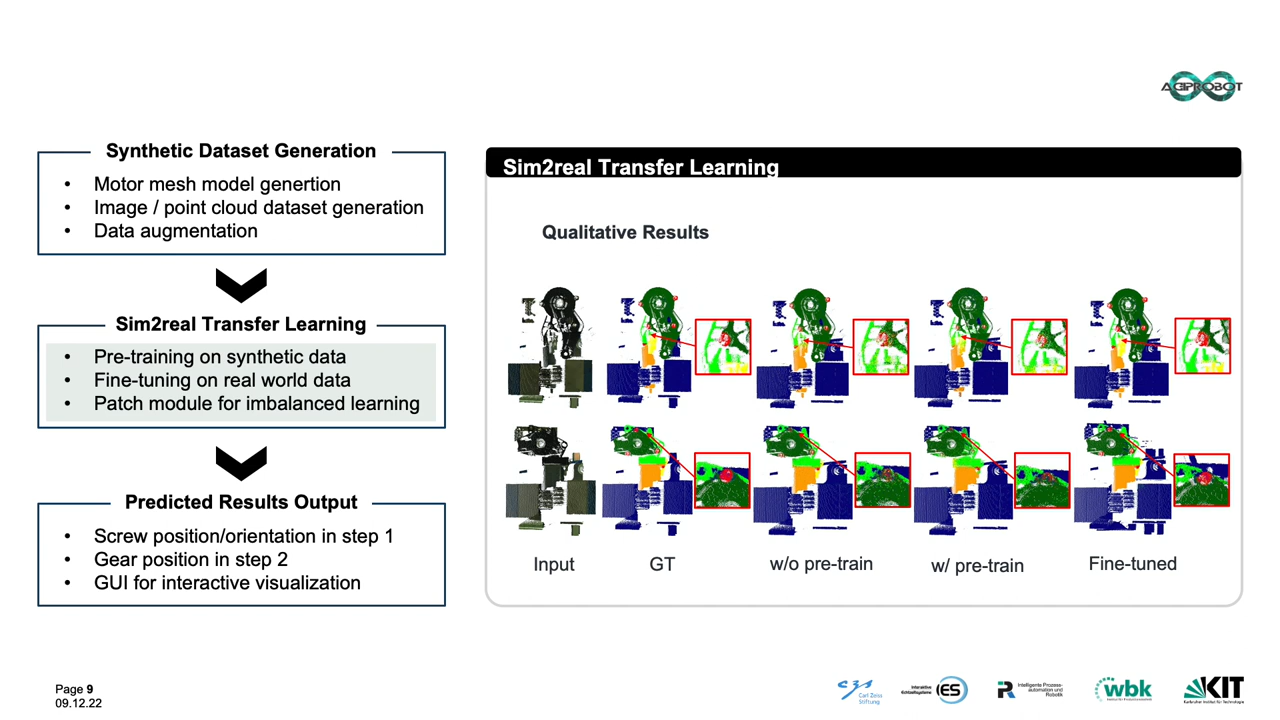 AGIPROBOT
Synthetic Dataset Generation
• Motor mesh model genertion
• Image / point cloud dataset generation
• Data augmentation
Sim2real Transfer Learning
• Pre-training on synthetic data
• Fine-tuning on real world data
• Patch module for imbalanced learning
Predicted Results Output
• Screw position/orientation in step 1
• Gear position in step 2
• GUI for interactive visualization
Sim2real Transfer Learning
Qualitative Results
Input
GT
w/o pre-train
w/ pre-train
Fine-tuned
Page 9
09.12.22
Carl Zeiss
Stiftung
Interaktive
Echtzeitsysteme
IES
Intelligente Prozess-
automation und
Robotik
wbk
KIT
Karlsruher Institut für Technologie